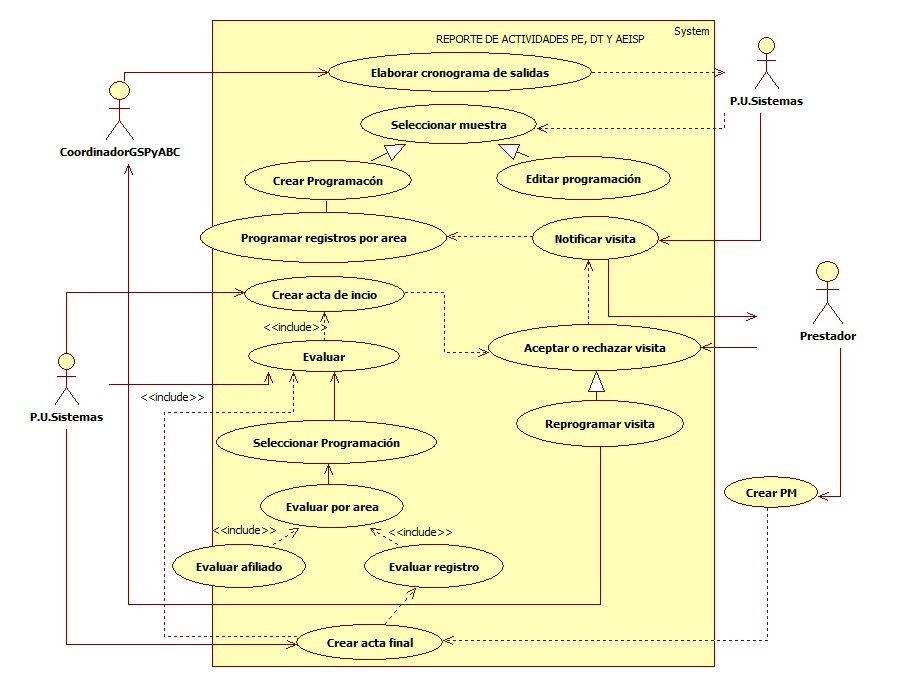 System
REPORTE DE ACTIVIDADES PE, DT Y AEISP
Elaborar cronograma de salidas
P.U.Sistemas
Seleccionar muestra
CoordinadorGSPyABC
Crear Programacón
Editar programación
Programar registros por area
Notificar visita
Crear acta de incio
<<include>>
Prestador
Aceptar o rechazar visita
Evaluar
<<include>>
P.U.Sistemas
Reprogramar visita
Seleccionar Programación
Crear PM
Evaluar por area
<<include>>
<<include>>
Evaluar afiliado
Evaluar registro
Crear acta final